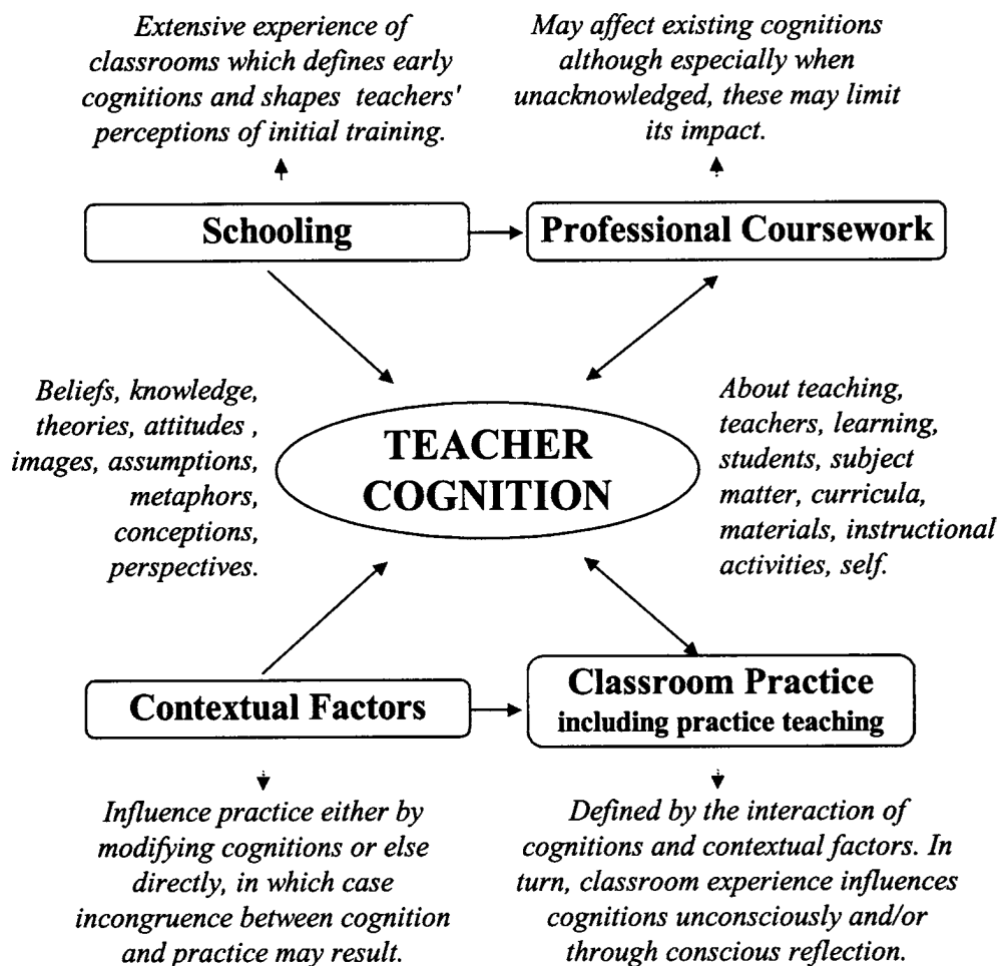 Extensive experience of
classrooms which defines early
cognitions and shapes teachers'
perceptions of initial training.
May affect existing cognitions
although especially when
unacknowledged, these may limit
its impact.
Schooling
Professional Coursework
Beliefs, knowledge,
theories, attitudes ,
images, assumptions,
metaphors,
conceptions,
perspectives.
TEACHER
COGNITION
About teaching,
teachers, learning,
students, subject
matter, curricula,
materials, instructional
activities, self.
Contextual Factors
Classroom Practice
including practice teaching
Influence practice either by
modifying cognitions or else
directly, in which case
incongruence between cognition
and practice may result.
Defined by the interaction of
cognitions and contextual factors. In
turn, classroom experience influences
cognitions unconsciously and/or
through conscious reflection.